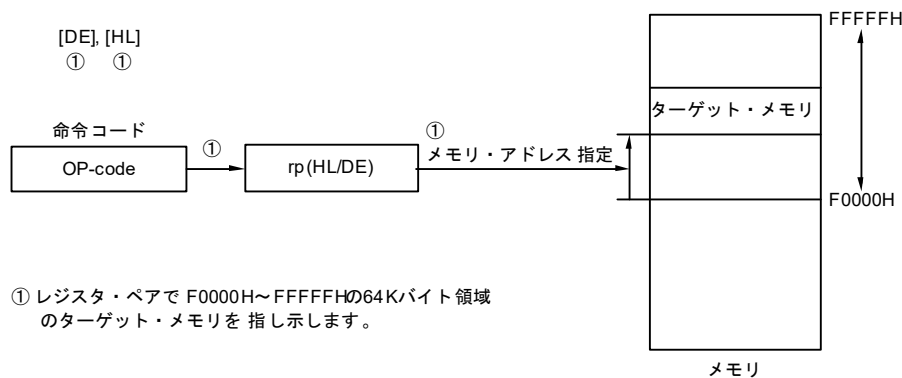 [DE], [HL]
① ①
命令コード
OP-code
①
rp(HL/DE)
①
メモリ・アドレス指定
FFFFFH
ターゲット・メモリ
F0000H
メモリ
① レジスタ・ペアで F0000H～FFFFFHの64Kバイト領域
のターゲット・メモリを指し示します。